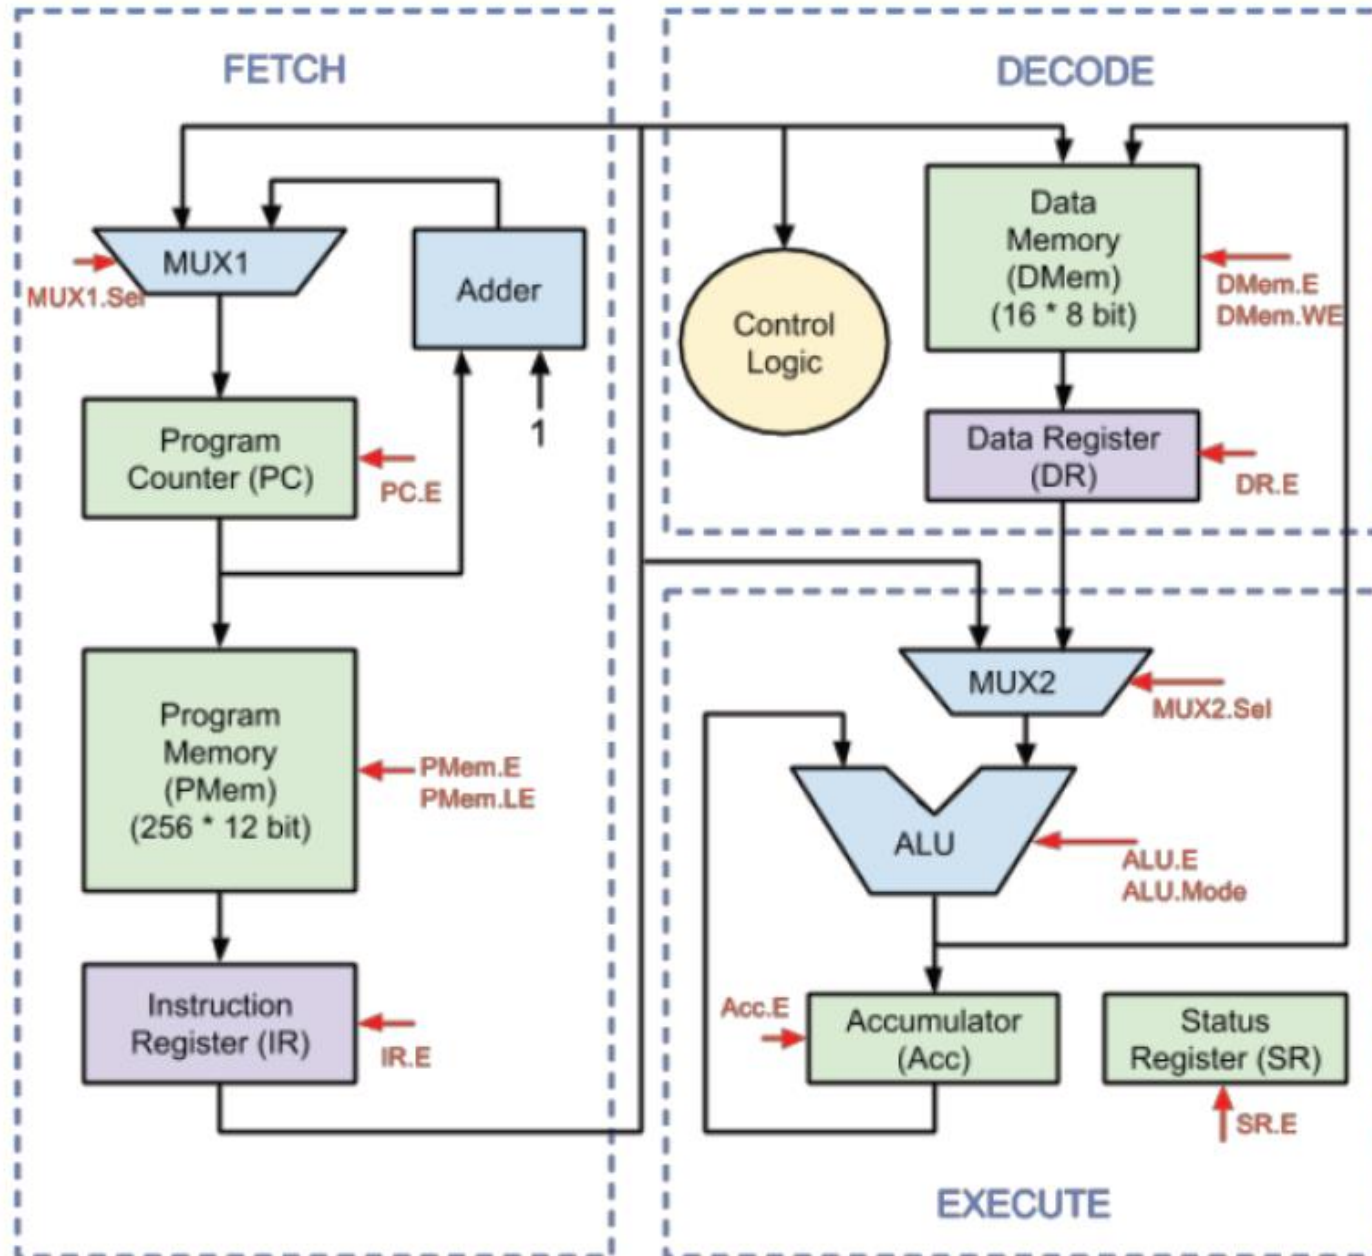 FETCH
MUX1
MUX1.Sel
Adder
1
Program
Counter (PC)
PC.E
Program
Memory
(PMem)
(256 * 12 bit)
PMem.E
PMem.LE
Instruction
Register (IR)
IR.E
DECODE
Control
Logic
Data
Memory
(DMem)
(16 * 8 bit)
DMem.E
DMem.WE
Data Register
(DR)
DR.E
MUX2
MUX2.Sel
ALU
ALU.E
ALU.Mode
Acc.E
Accumulator
(Acc)
Status
Register (SR)
SR.E
EXECUTE